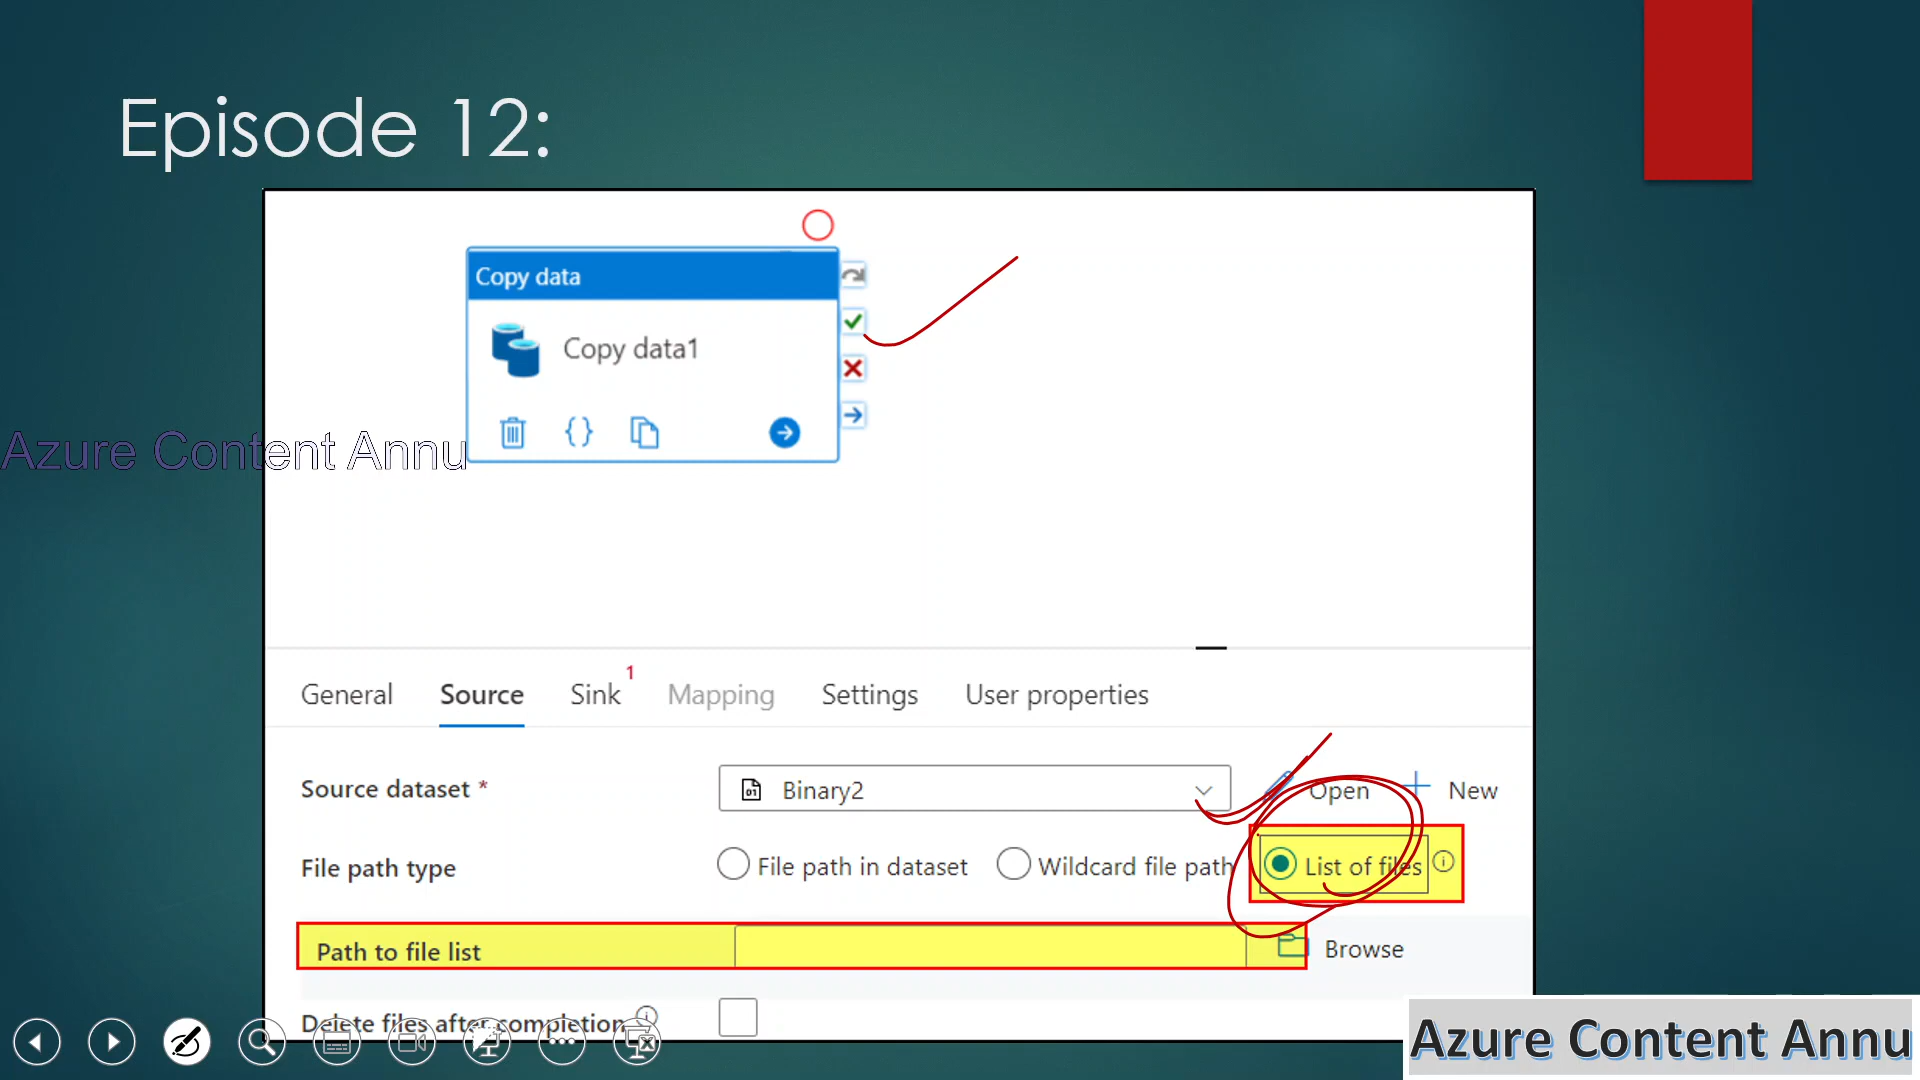 Episode 12:
Copy data
Copy data1
Azure Content Annu
General Source Sink 1 Mapping Settings User properties
Source dataset * Binary2 Open New
File path type File path in dataset Wildcard file path List of files
Path to file list Browse
Delete files after completion
Azure Content Annu